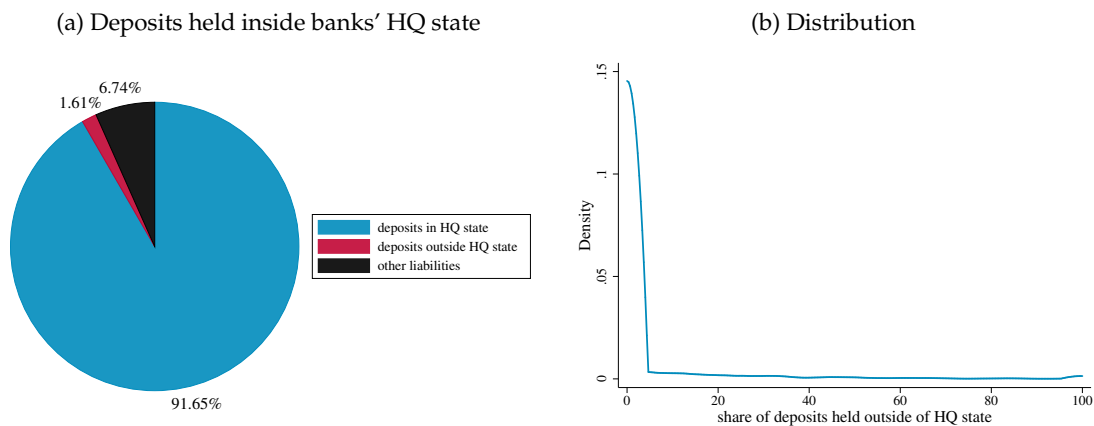 (a) Deposits held inside banks' HQ state
6.74%
1.61%
deposits in HQ state
deposits outside HQ state
other liabilities
91.65%
(b) Distribution
.15
.1
.05
0
Density
0 20 40 60 80 100
share of deposits held outside of HQ state